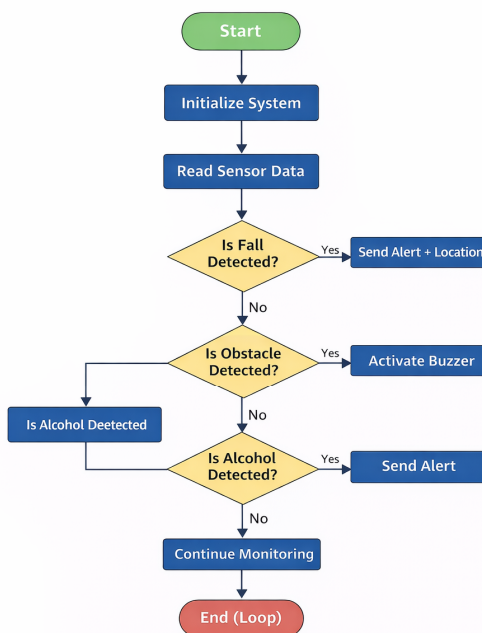 Start
Initialize System
Read Sensor Data
Is Fall
Detected?
Yes
Send Alert + Location
No
Is Obstacle
Detected?
Yes
Activate Buzzer
No
Is Alcohol Deetected
Is Alcohol
Detected?
Yes
Send Alert
No
Continue Monitoring
End (Loop)